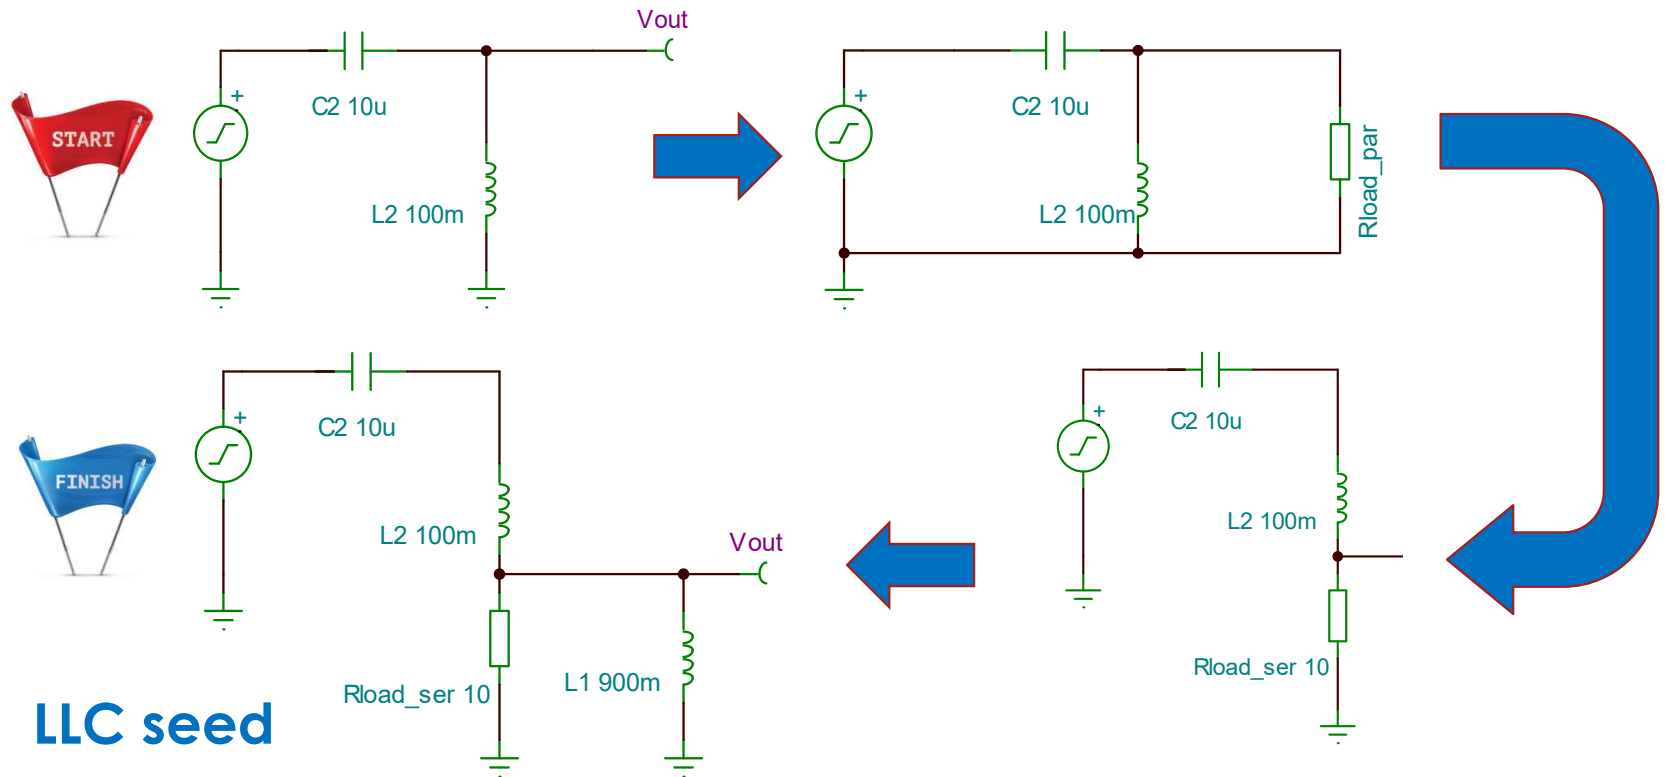 Vout
+
C2 10u
START
L2 100m
+
C2 10u
L2 100m
Rload_par
+
C2 10u
FINISH
L2 100m
Vout
Rload_ser 10
L1 900m
+
C2 10u
L2 100m
Rload_ser 10
LLC seed